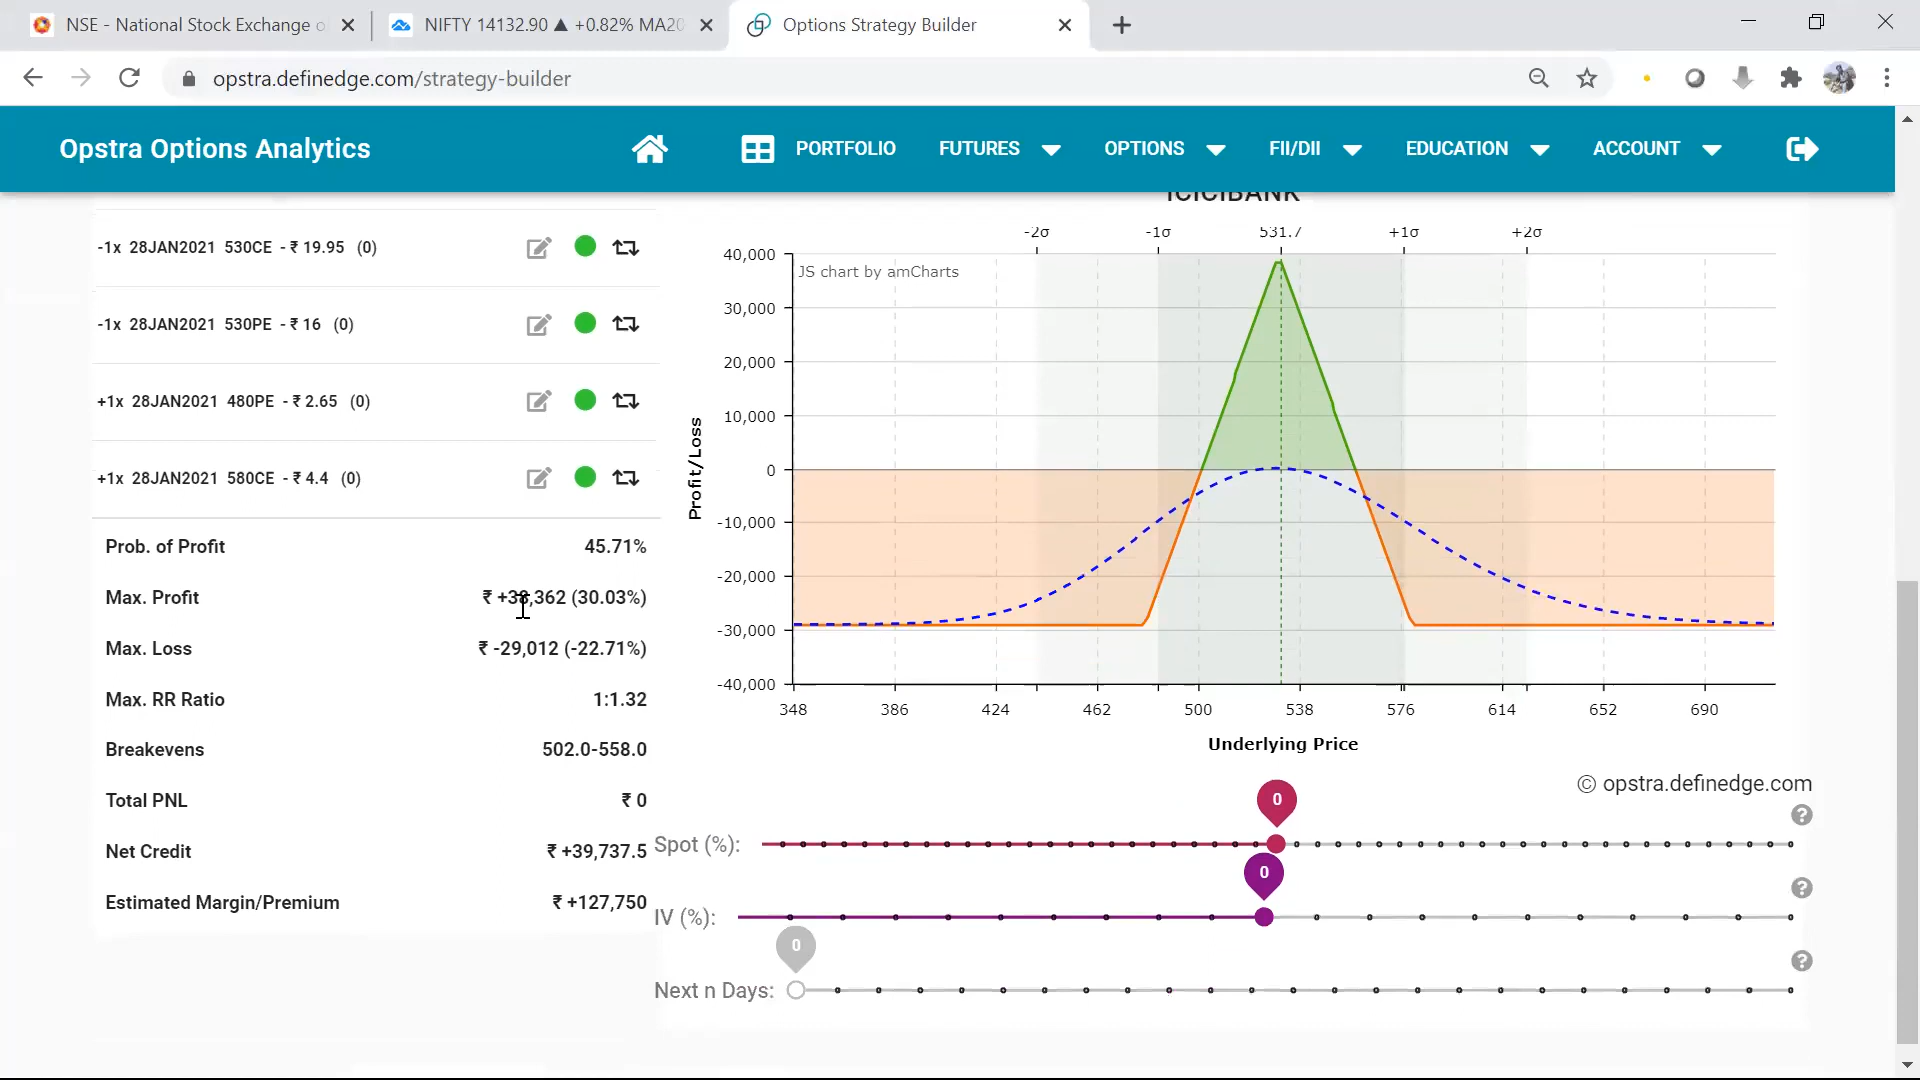 NSE - National Stock Exchange o
NIFTY 14132.90 ▲ +0.82% MA20
Options Strategy Builder
opstra.definedge.com/strategy-builder
Opstra Options Analytics
PORTFOLIO
FUTURES
OPTIONS
FII/DII
EDUCATION
ACCOUNT
ICICIBANK
-1x 28JAN2021 530CE - ₹ 19.95 (0)
-1x 28JAN2021 530PE - ₹ 16 (0)
+1x 28JAN2021 480PE - ₹ 2.65 (0)
+1x 28JAN2021 580CE - ₹ 4.4 (0)
Prob. of Profit 45.71%
Max. Profit ₹ +38,362 (30.03%)
Max. Loss ₹ -29,012 (-22.71%)
Max. RR Ratio 1:1.32
Breakevens 502.0-558.0
Total PNL ₹ 0
Net Credit ₹ +39,737.5
Estimated Margin/Premium ₹ +127,750
-2σ -1σ 531.7 +1σ +2σ
JS chart by amCharts
40,000
30,000
20,000
10,000
0
-10,000
-20,000
-30,000
-40,000
Profit/Loss
348 386 424 462 500 538 576 614 652 690
Underlying Price
© opstra.definedge.com
0
Spot (%):
0
IV (%):
0
Next n Days: